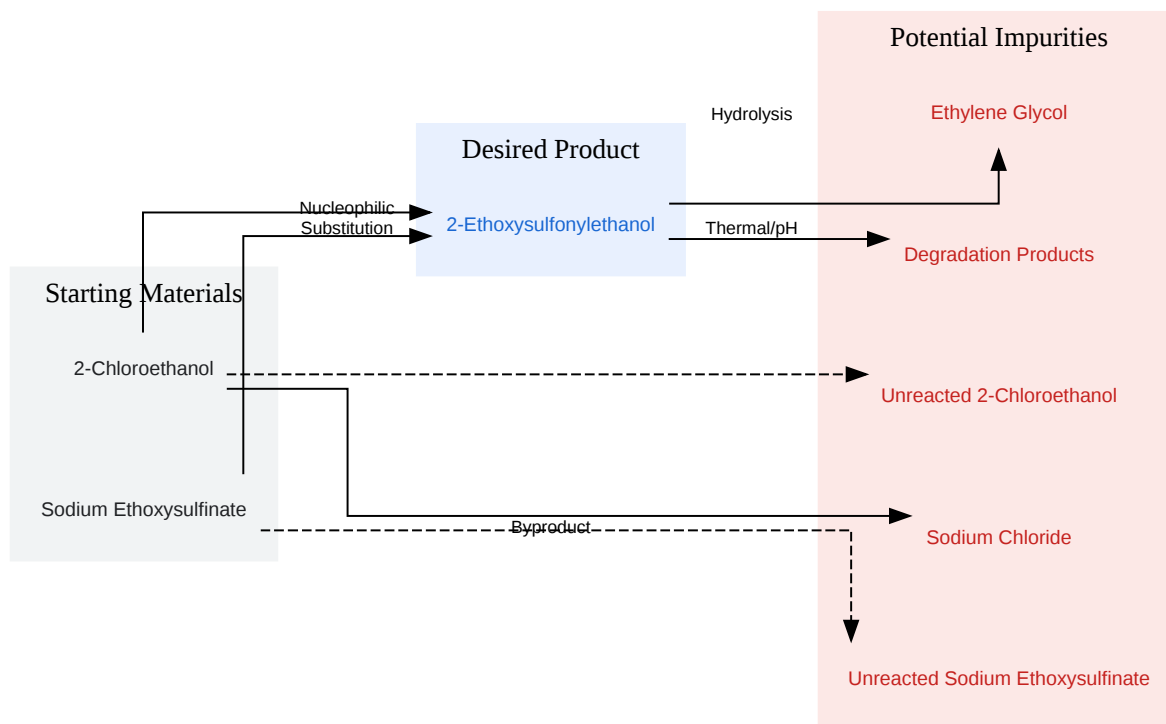 Potential Impurities
Hydrolysis
Ethylene Glycol
Desired Product
Nucleophilic
Substitution
2-Ethoxysulfonylethanol
Thermal/pH
Degradation Products
Starting Materials
2-Chloroethanol
Unreacted 2-Chloroethanol
Sodium Ethoxysulfinate
Byproduct
Sodium Chloride
Unreacted Sodium Ethoxysulfinate